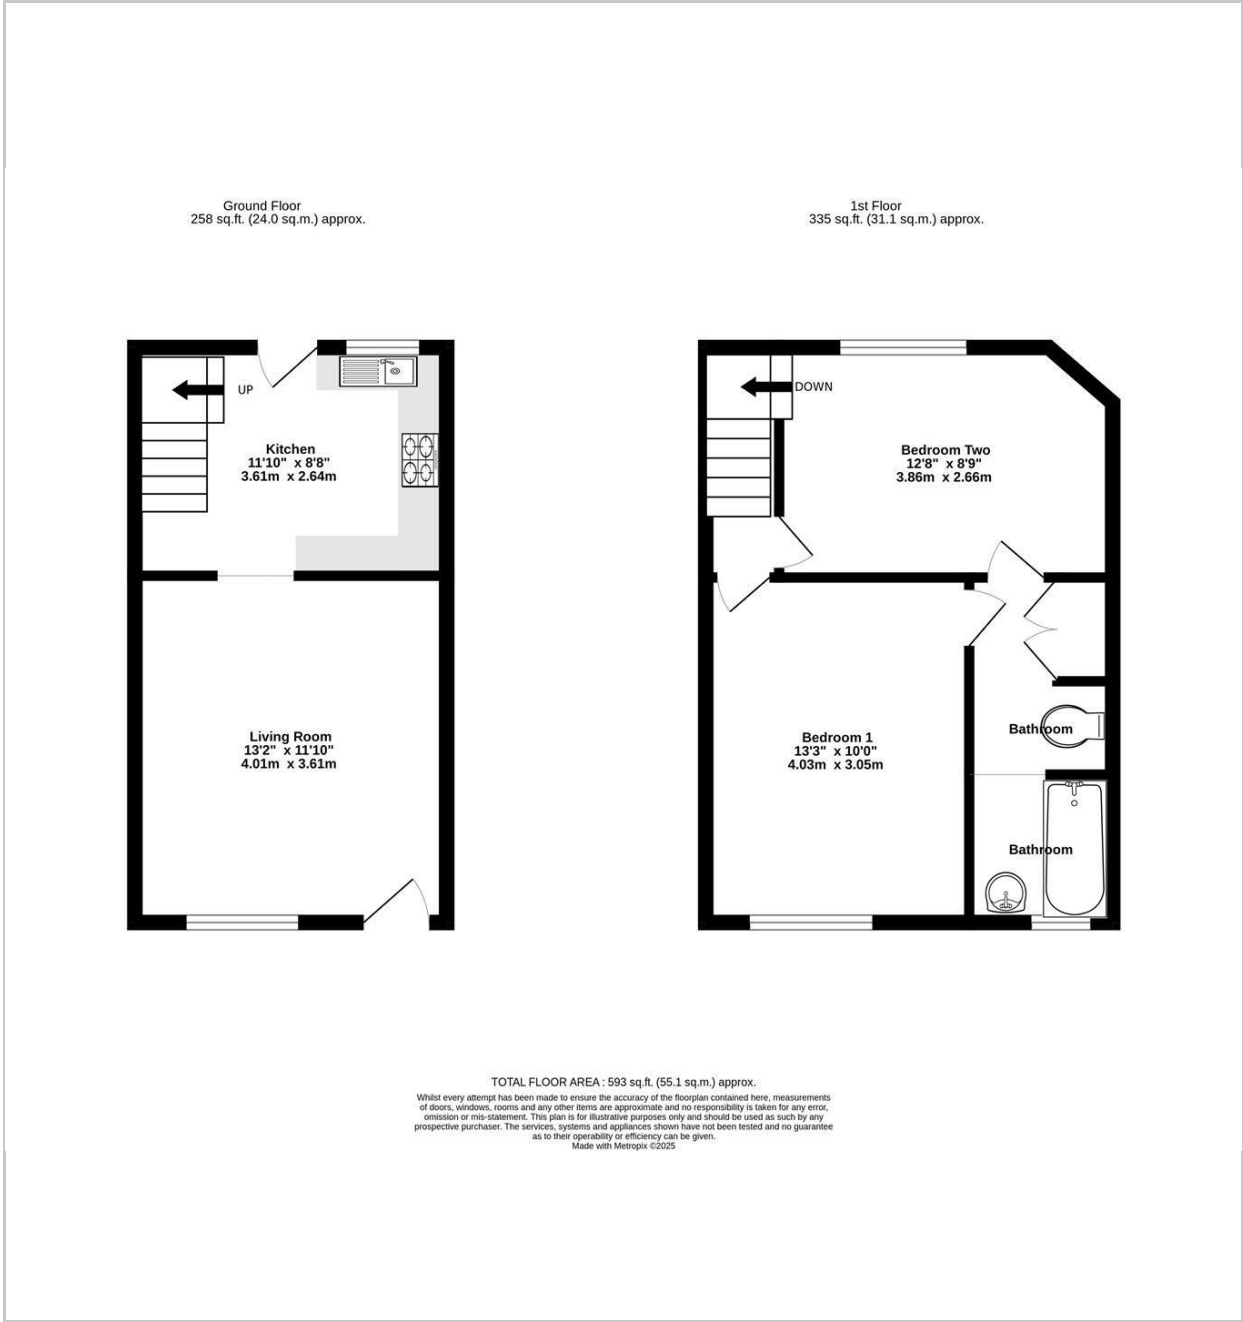 Ground Floor
258 sq.ft. (24.0 sq.m.) approx.
1st Floor
335 sq.ft. (31.1 sq.m.) approx.
UP
Kitchen
11'10" x 8'8"
3.61m x 2.64m
Living Room
13'2" x 11'10"
4.01m x 3.61m
DOWN
Bedroom Two
12'8" x 8'9"
3.86m x 2.66m
Bedroom 1
13'3" x 10'0"
4.03m x 3.05m
Bathroom
Bathroom
TOTAL FLOOR AREA : 593 sq.ft. (55.1 sq.m.) approx.
Whilst every attempt has been made to ensure the accuracy of the floorplan contained here, measurements
of doors, windows, rooms and any other items are approximate and no responsibility is taken for any error,
omission or mis-statement. This plan is for illustrative purposes only and should be used as such by any
prospective purchaser. The services, systems and appliances shown have not been tested and no guarantee
as to their operability or efficiency can be given.
Made with Metropix ©2025